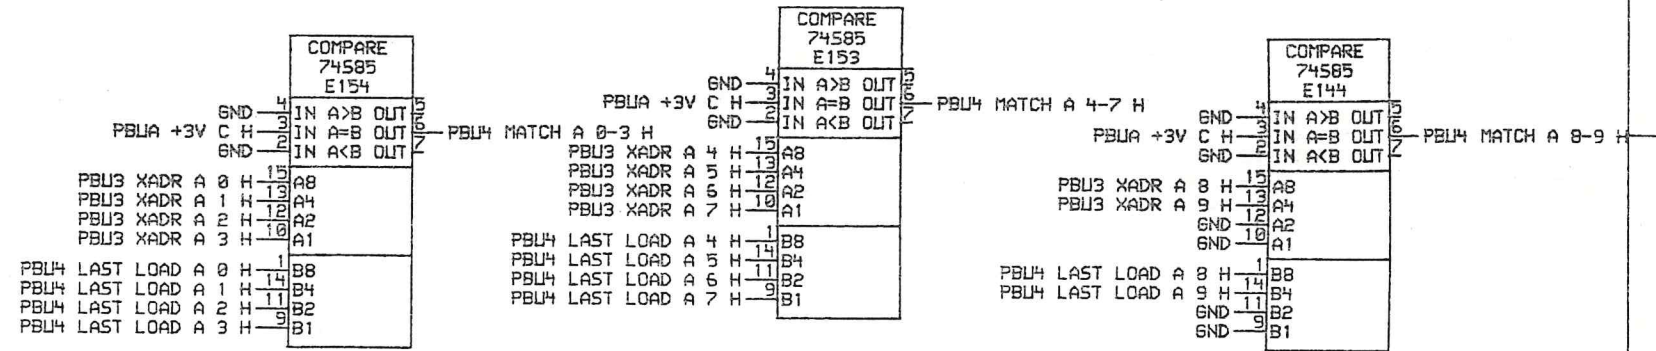 COMPARE
74S85
E154
GND 4 IN A>B OUT 5
PBUA +3V C H 3 IN A=B OUT 6 PBU4 MATCH A 0-3 H
GND 2 IN A<B OUT 7
PBU3 XADR A 0 H 15 A8
PBU3 XADR A 1 H 13 A4
PBU3 XADR A 2 H 12 A2
PBU3 XADR A 3 H 10 A1
PBU4 LAST LOAD A 0 H 1 B8
PBU4 LAST LOAD A 1 H 14 B4
PBU4 LAST LOAD A 2 H 11 B2
PBU4 LAST LOAD A 3 H 9 B1
COMPARE
74S85
E153
GND 4 IN A>B OUT 5
PBUA +3V C H 3 IN A=B OUT 6 PBU4 MATCH A 4-7 H
GND 2 IN A<B OUT 7
PBU3 XADR A 4 H 15 A8
PBU3 XADR A 5 H 13 A4
PBU3 XADR A 6 H 12 A2
PBU3 XADR A 7 H 10 A1
PBU4 LAST LOAD A 4 H 1 B8
PBU4 LAST LOAD A 5 H 14 B4
PBU4 LAST LOAD A 6 H 11 B2
PBU4 LAST LOAD A 7 H 9 B1
COMPARE
74S85
E144
GND 4 IN A>B OUT 5
PBUA +3V C H 3 IN A=B OUT 6 PBU4 MATCH A 8-9 H
GND 2 IN A<B OUT 7
PBU3 XADR A 8 H 15 A8
PBU3 XADR A 9 H 13 A4
GND 12 A2
GND 10 A1
PBU4 LAST LOAD A 8 H 1 B8
PBU4 LAST LOAD A 9 H 14 B4
GND 11 B2
GND 9 B1